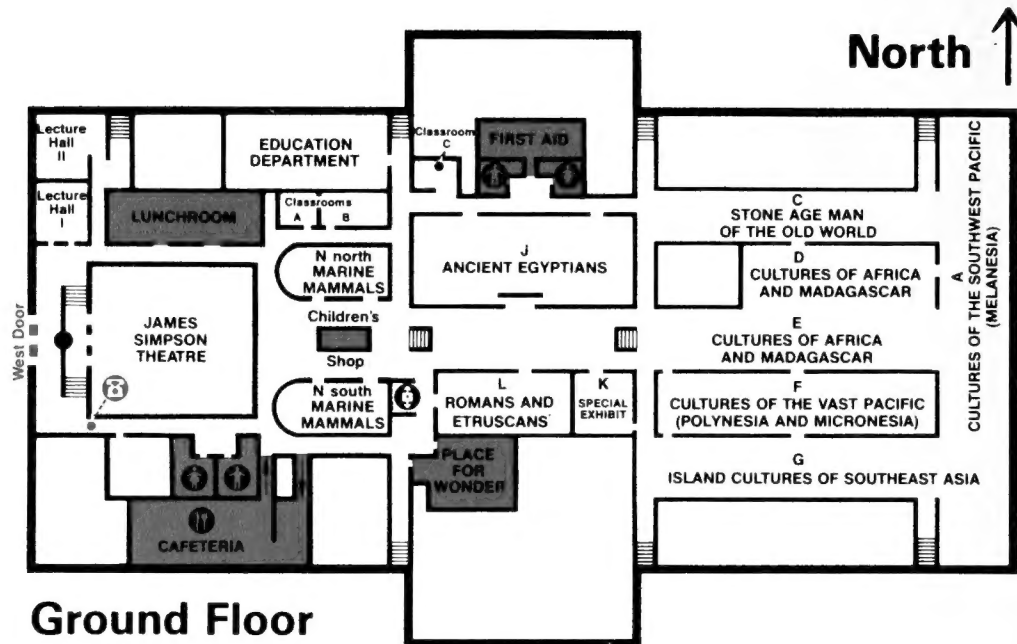 North
Lecture
Hall
II
Lecture
Hall
I
LUNCHROOM
EDUCATION
DEPARTMENT
Classrooms
A B
Classroom
C
FIRST AID
West Door
JAMES
SIMPSON
THEATRE
N north
MARINE
MAMMALS
Children's
Shop
N south
MARINE
MAMMALS
CAFETERIA
J
ANCIENT EGYPTIANS
L
ROMANS AND
ETRUSCANS
K
SPECIAL
EXHIBIT
PLACE
FOR
WONDER
C
STONE AGE MAN
OF THE OLD WORLD
D
CULTURES OF AFRICA
AND MADAGASCAR
E
CULTURES OF AFRICA
AND MADAGASCAR
F
CULTURES OF THE VAST PACIFIC
(POLYNESIA AND MICRONESIA)
G
ISLAND CULTURES OF SOUTHEAST ASIA
A
CULTURES OF THE SOUTHWEST PACIFIC
(MELANESIA)
Ground Floor